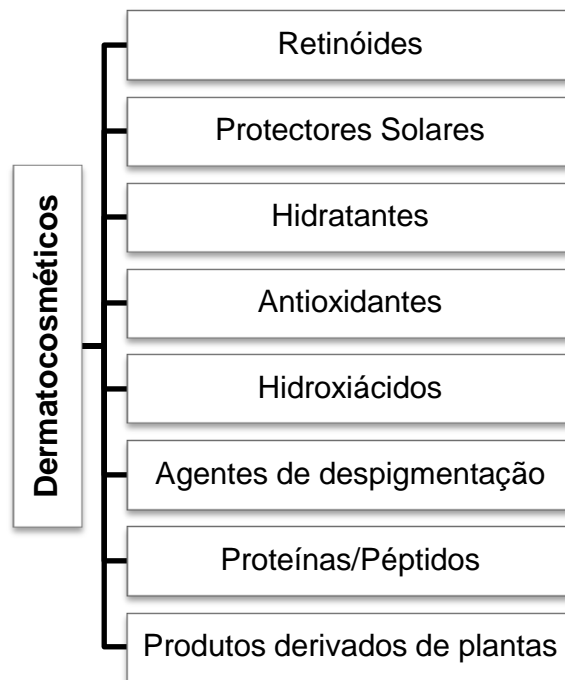 Dermatocosméticos
Retinóides
Protectores Solares
Hidratantes
Antioxidantes
Hidroxiácidos
Agentes de despigmentação
Proteínas/Péptidos
Produtos derivados de plantas